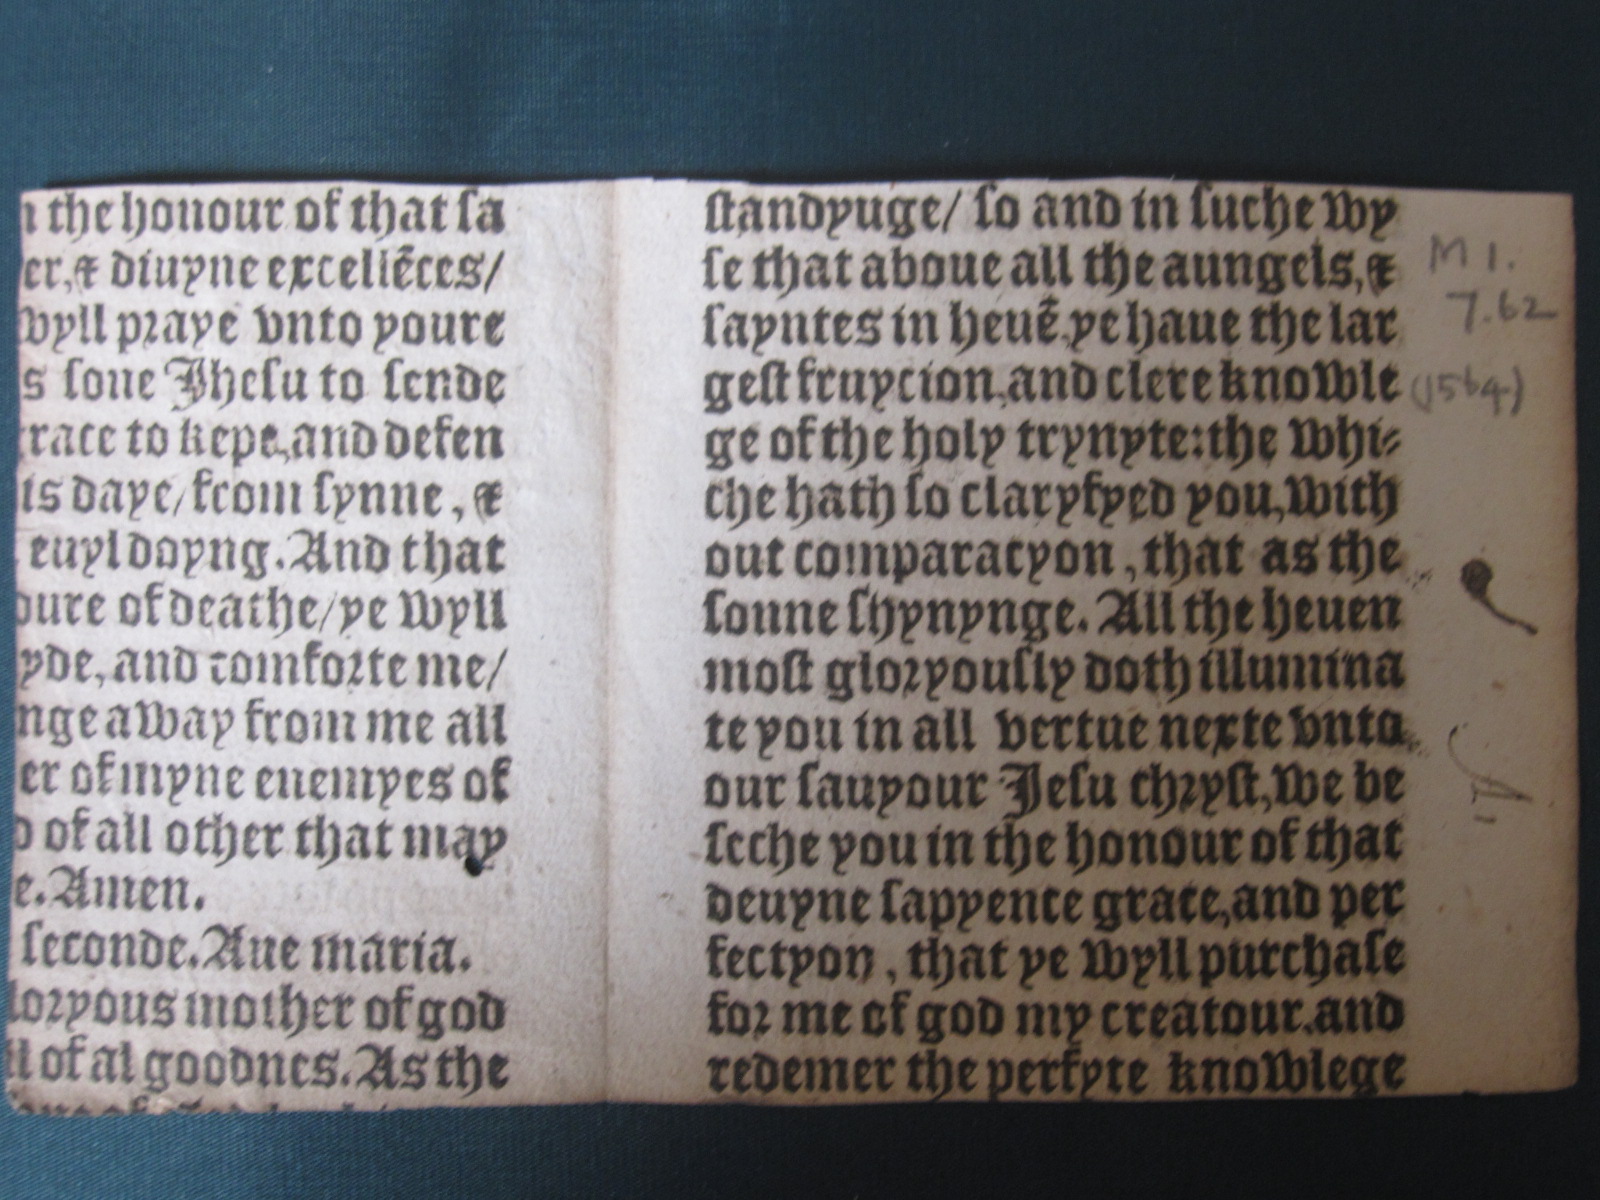 n the honour of that sa
er, & diuyne excellẽces/
wyll praye vnto youre
s sone Jhesu to sende
race to kepe, and defen
is daye/from synne, &
euyl doyng. And that
oure of deathe/ye wyll
yde, and comforte me/
nge away from me all
er of myne enemyes of
d of all other that may
e. Amen.
seconde. Aue maria.
loryous mother of god
ll of al goodnes. As the
standynge/ so and in suche wy
se that aboue all the aungels, &
sayntes in heuẽ, ye haue the lar
gest fruycion, and clere knowle
ge of the holy trynyte: the whi-
che hath so claryfyed you, with
out comparacyon, that as the
sonne shynynge. All the heuen
most gloryously doth illumina
te you in all vertue nexte vnto
our sauyour Jesu chryst, we be
seche you in the honour of that
deuyne sapyence grace, and per
fectyon, that ye wyll purchase
for me of god my creatour, and
redemer the perfyte knowlege
M 1.
7.62
(1564)